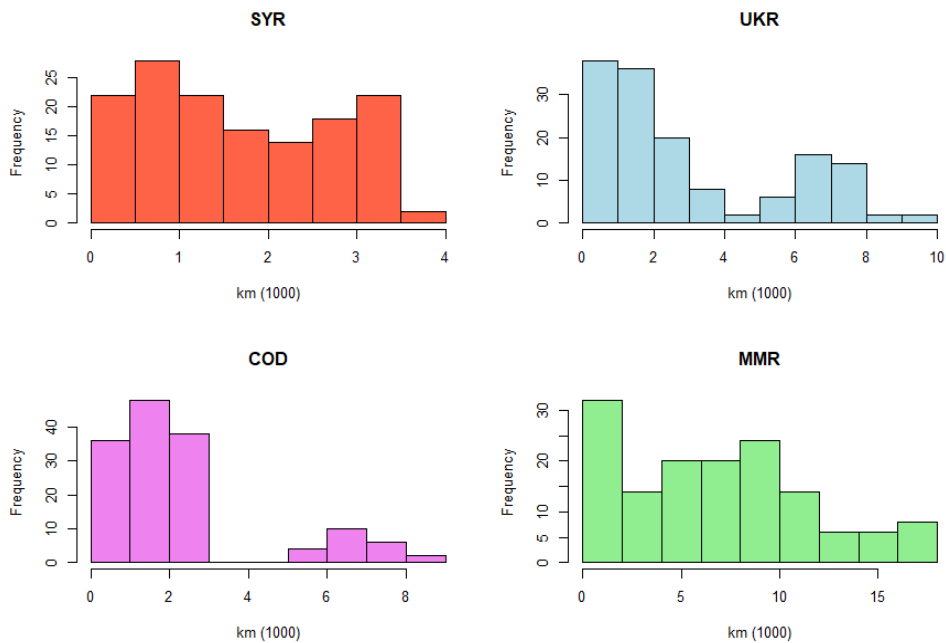 SYR
Frequency
0 5 10 15 20 25
0 1 2 3 4
km (1000)
UKR
Frequency
0 10 20 30
0 2 4 6 8 10
km (1000)
COD
Frequency
0 10 20 30 40
0 2 4 6 8
km (1000)
MMR
Frequency
0 5 10 20 30
0 5 10 15
km (1000)